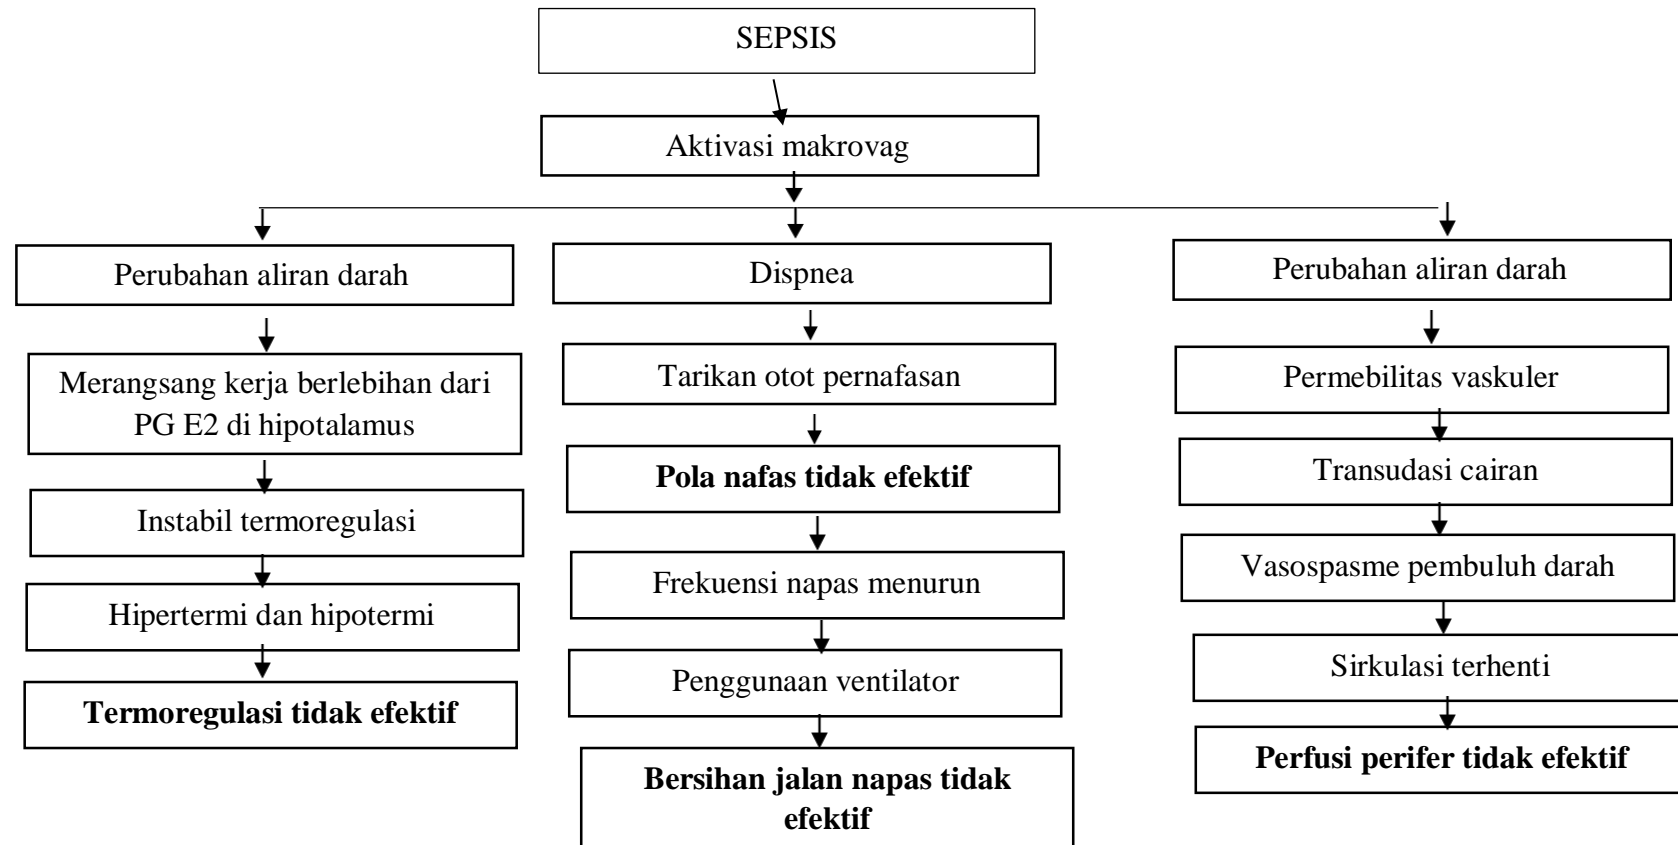 SEPSIS
Aktivasi makrovag
Perubahan aliran darah
Merangsang kerja berlebihan dari
PG E2 di hipotalamus
Instabil termoregulasi
Hipertermi dan hipotermi
Termoregulasi tidak efektif
Dispnea
Tarikan otot pernafasan
Pola nafas tidak efektif
Frekuensi napas menurun
Penggunaan ventilator
Bersihan jalan napas tidak
efektif
Perubahan aliran darah
Permebilitas vaskuler
Transudasi cairan
Vasospasme pembuluh darah
Sirkulasi terhenti
Perfusi perifer tidak efektif